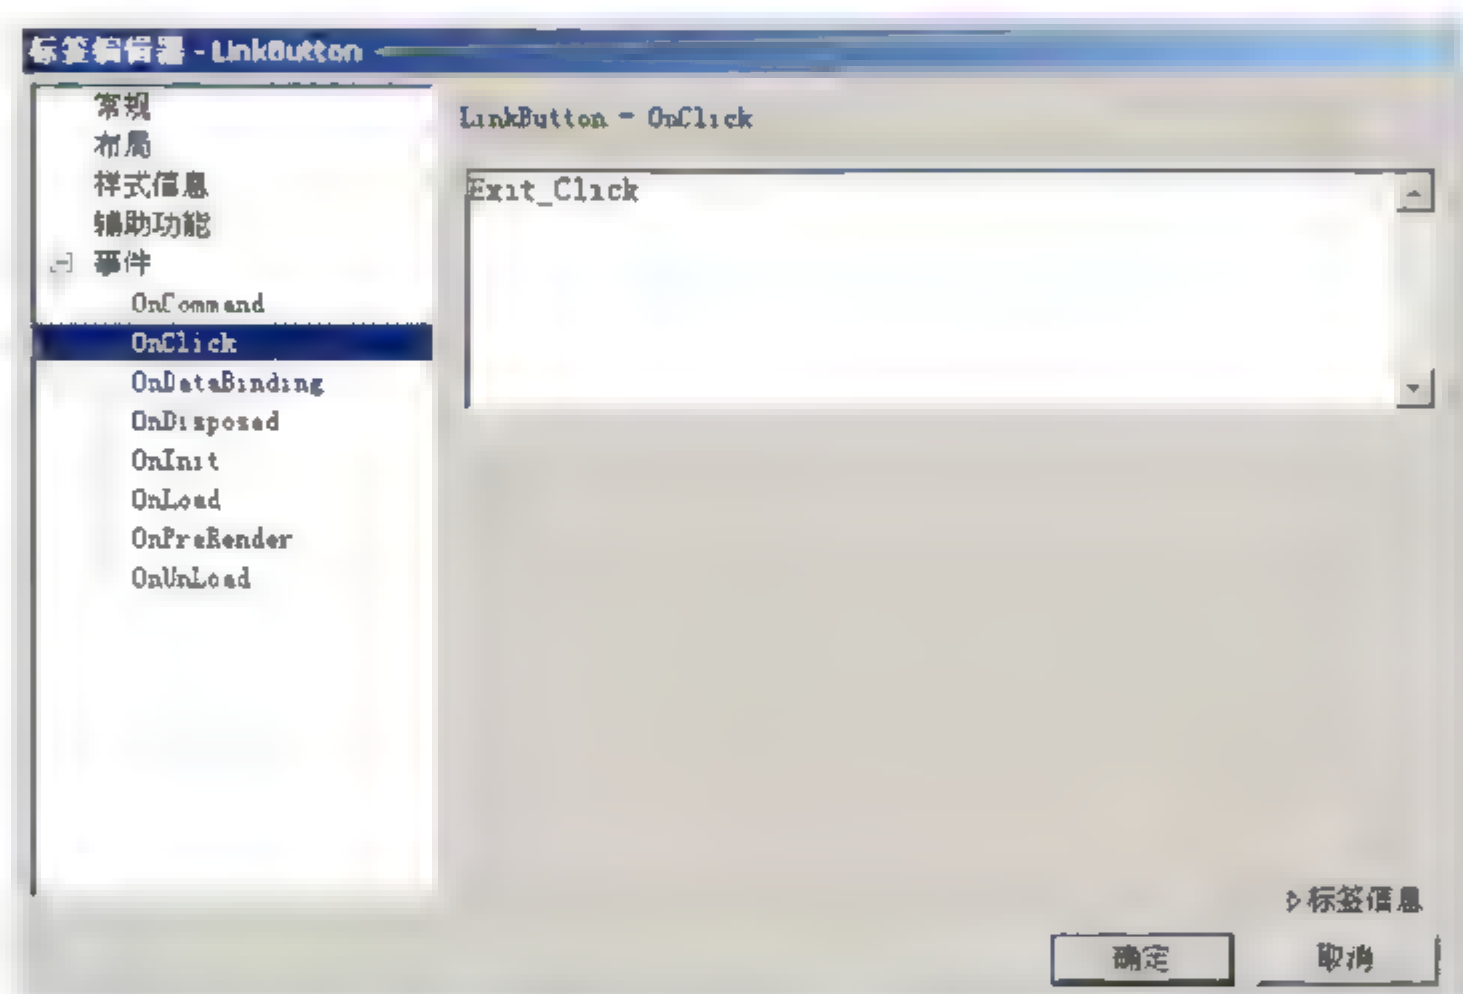 标签编辑器 - LinkButton
常规
布局
样式信息
辅助功能
事件
OnCommand
OnClick
OnDataBinding
OnDisposed
OnInit
OnLoad
OnPreRender
OnUnLoad
LinkButton - OnClick
Exit_Click
标签信息
确定
取消